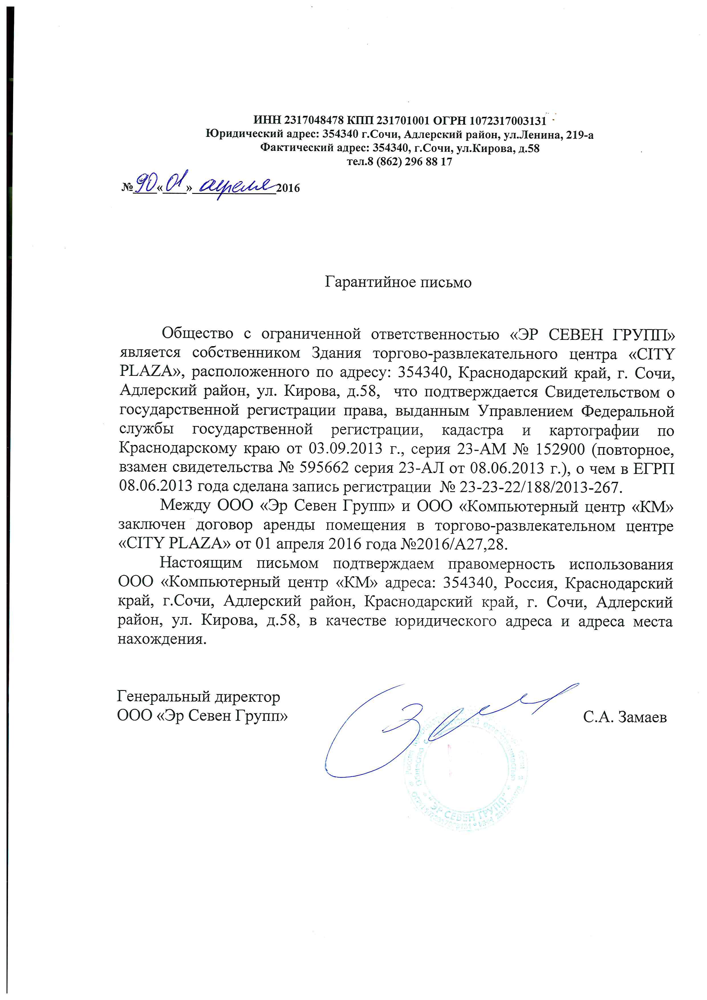 ИНН 2317048478 КПП 231701001 ОГРН 1072317003131
Юридический адрес: 354340 г.Сочи, Адлерский район, ул.Ленина, 219-а
Фактический адрес: 354340, г.Сочи, ул.Кирова, д.58
тел.8 (862) 296 88 17
№90«01» апреля 2016
Гарантийное письмо
Общество с ограниченной ответственностью «ЭР СЕВЕН ГРУПП»
является собственником Здания торгово-развлекательного центра «CITY
PLAZA», расположенного по адресу: 354340, Краснодарский край, г. Сочи,
Адлерский район, ул. Кирова, д.58, что подтверждается Свидетельством о
государственной регистрации права, выданным Управлением Федеральной
службы государственной регистрации, кадастра и картографии по
Краснодарскому краю от 03.09.2013 г., серия 23-АМ № 152900 (повторное,
взамен свидетельства № 595662 серия 23-АЛ от 08.06.2013 г.), о чем в ЕГРП
08.06.2013 года сделана запись регистрации № 23-23-22/188/2013-267.
Между ООО «Эр Севен Групп» и ООО «Компьютерный центр «КМ»
заключен договор аренды помещения в торгово-развлекательном центре
«CITY PLAZA» от 01 апреля 2016 года №2016/А27,28.
Настоящим письмом подтверждаем правомерность использования
ООО «Компьютерный центр «КМ» адреса: 354340, Россия, Краснодарский
край, г.Сочи, Адлерский район, Краснодарский край, г. Сочи, Адлерский
район, ул. Кирова, д.58, в качестве юридического адреса и адреса места
нахождения.
Генеральный директор
ООО «Эр Севен Групп»
С.А. Замаев
Общество с ограниченной ответственностью
"ЭР СЕВЕН ГРУПП"